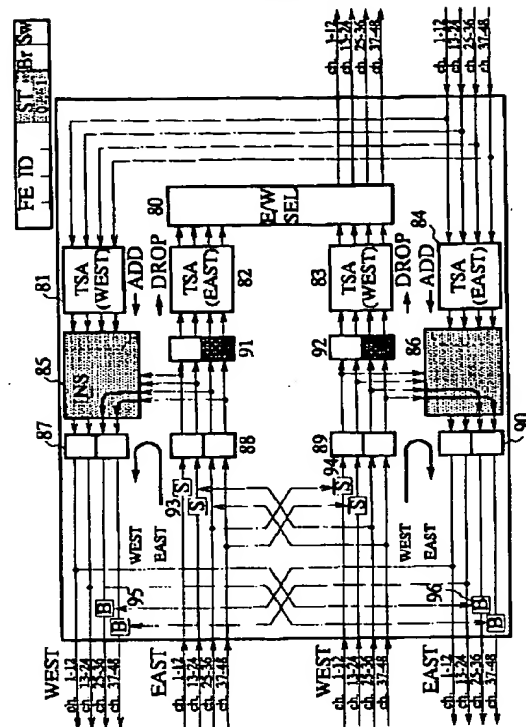 FE ID ST Br SW
ch. 1-12
ch. 13-24
ch. 25-36
ch. 37-48
ch. 1-12
ch. 13-24
ch. 25-36
ch. 37-48
80
E/W
SEL
81
TSA
(WEST)
ADD
DROP
TSA
(EAST)
82
TSA
(WEST)
83
DROP
ADD
84
TSA
(EAST)
85
INS
91
92
86
87
88
89
90
93
S
S
94
S
S
WEST
EAST
WEST
EAST
95
B
B
96
B
B
WEST
ch. 1-12
ch. 13-24
ch. 25-36
ch. 37-48
EAST
ch. 1-12
ch. 13-24
ch. 25-36
ch. 37-48
WEST
ch. 1-12
ch. 13-24
ch. 25-36
ch. 37-48
EAST
ch. 1-12
ch. 13-24
ch. 25-36
ch. 37-48